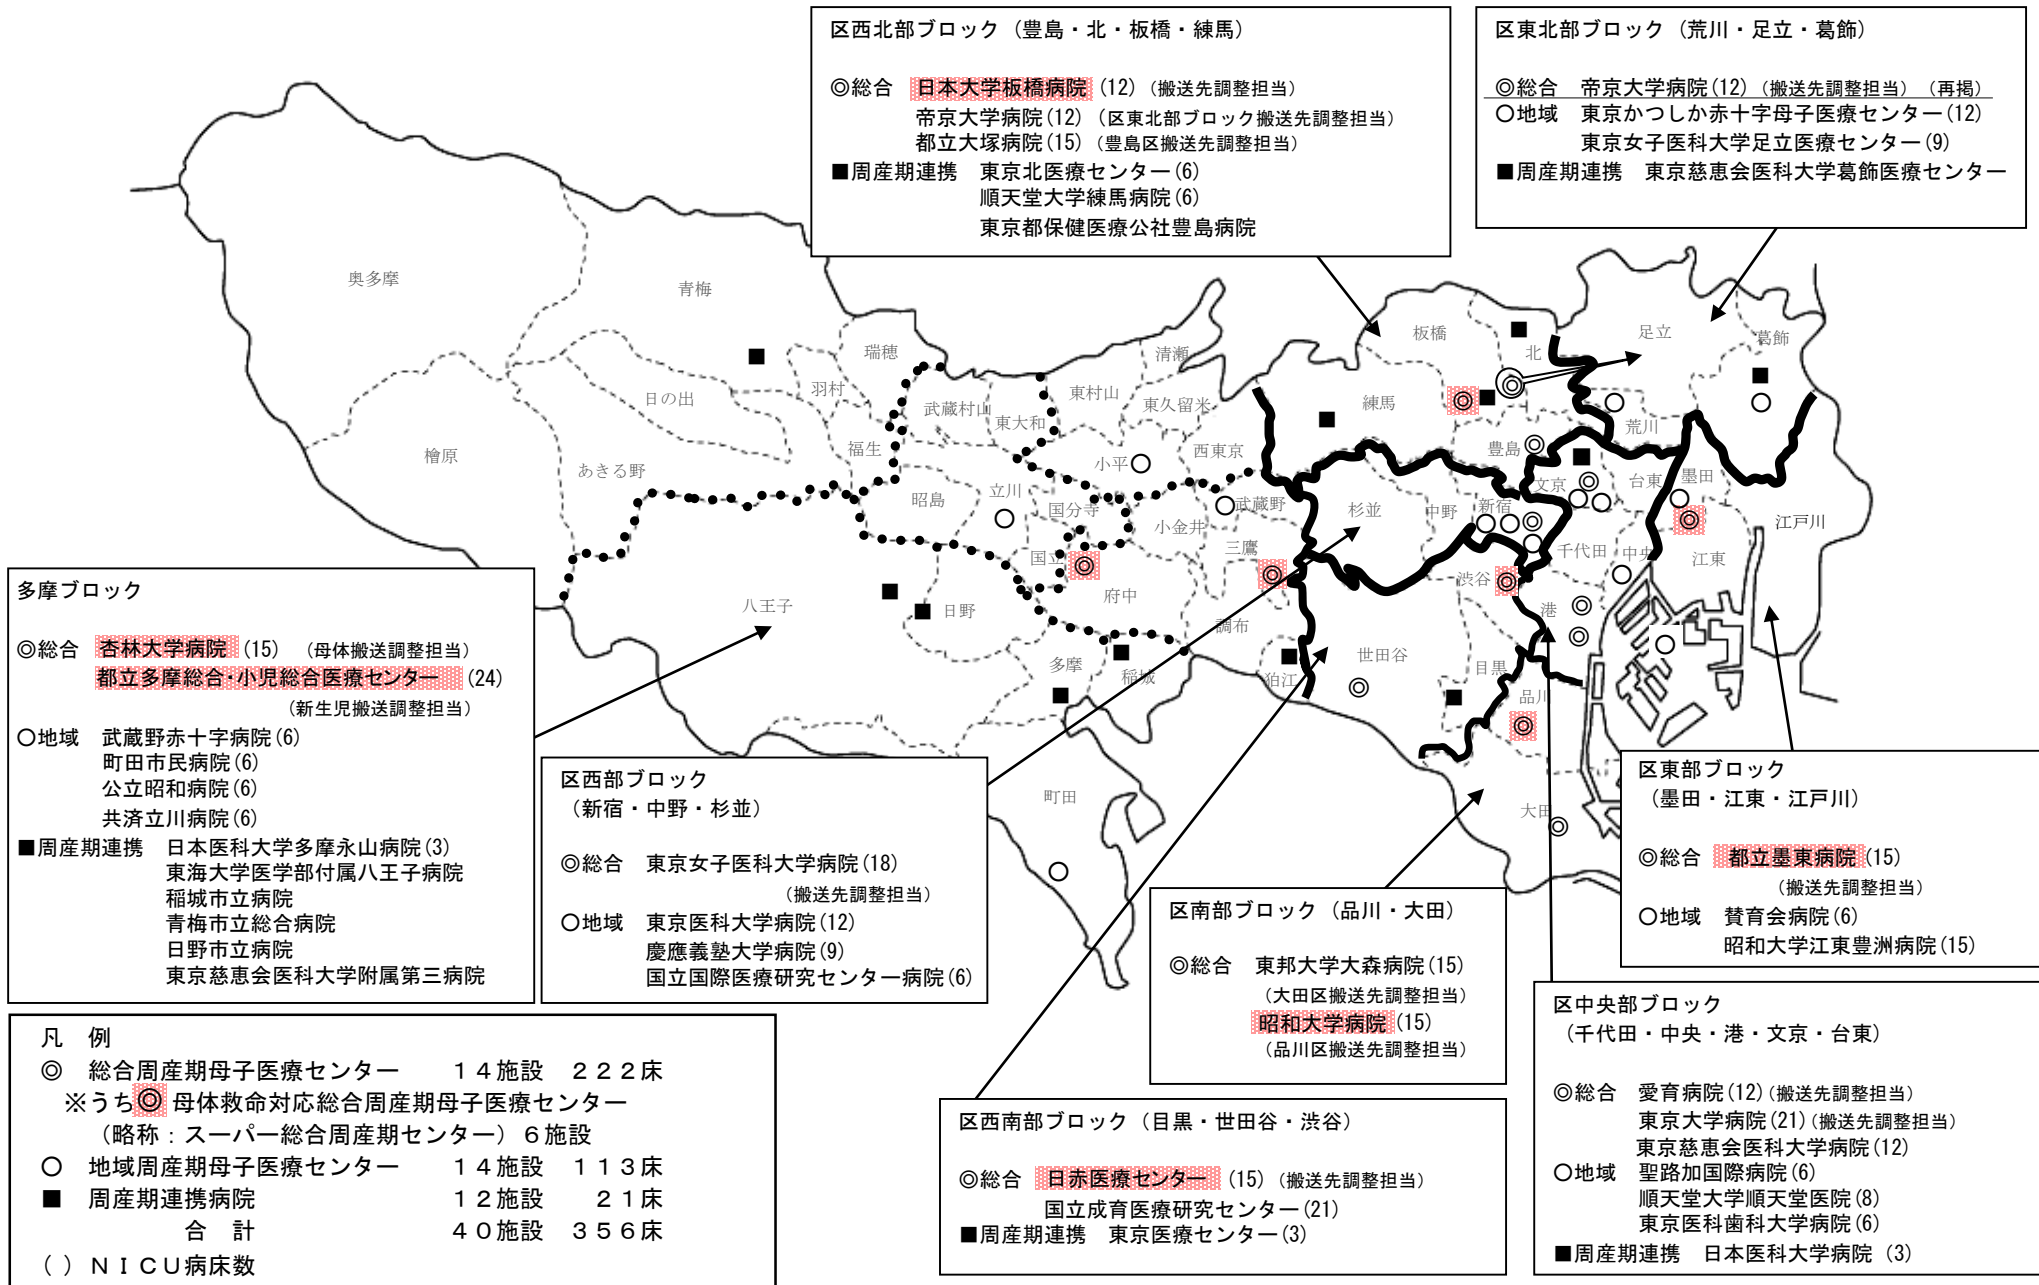 区西北部ブロック（豊島・北・板橋・練馬）
◎総合 日本大学板橋病院(12)（搬送先調整担当）
帝京大学病院(12)（区東北部ブロック搬送先調整担当）
都立大塚病院(15)（豊島区搬送先調整担当）
■周産期連携 東京北医療センター(6)
順天堂大学練馬病院(6)
東京都保健医療公社豊島病院
区東北部ブロック（荒川・足立・葛飾）
◎総合 帝京大学病院(12)（搬送先調整担当）（再掲）
○地域 東京かつしか赤十字母子医療センター(12)
東京女子医科大学足立医療センター(9)
■周産期連携 東京慈恵会医科大学葛飾医療センター
奥多摩
青梅
瑞穂
羽村
日の出
福生
檜原
あきる野
武蔵村山
東大和
東村山
清瀬
東久留米
西東京
小平
昭島
立川
国分寺
小金井
武蔵野
三鷹
国立
府中
調布
八王子
日野
多摩
稲城
狛江
町田
板橋
北
足立
葛飾
練馬
豊島
荒川
文京
台東
墨田
杉並
中野
新宿
千代田
中央
江東
江戸川
渋谷
港
世田谷
目黒
品川
大田
多摩ブロック
◎総合 杏林大学病院(15)（母体搬送調整担当）
都立多摩総合・小児総合医療センター(24)
（新生児搬送調整担当）
○地域 武蔵野赤十字病院(6)
町田市民病院(6)
公立昭和病院(6)
共済立川病院(6)
■周産期連携 日本医科大学多摩永山病院(3)
東海大学医学部付属八王子病院
稲城市立病院
青梅市立総合病院
日野市立病院
東京慈恵会医科大学附属第三病院
区西部ブロック
（新宿・中野・杉並）
◎総合 東京女子医科大学病院(18)
（搬送先調整担当）
○地域 東京医科大学病院(12)
慶應義塾大学病院(9)
国立国際医療研究センター病院(6)
区南部ブロック（品川・大田）
◎総合 東邦大学大森病院(15)
（大田区搬送先調整担当）
昭和大学病院(15)
（品川区搬送先調整担当）
区東部ブロック
（墨田・江東・江戸川）
◎総合 都立墨東病院(15)
（搬送先調整担当）
○地域 賛育会病院(6)
昭和大学江東豊洲病院(15)
区西南部ブロック（目黒・世田谷・渋谷）
◎総合 日赤医療センター(15)（搬送先調整担当）
国立成育医療研究センター(21)
■周産期連携 東京医療センター(3)
区中央部ブロック
（千代田・中央・港・文京・台東）
◎総合 愛育病院(12)(搬送先調整担当)
東京大学病院(21)(搬送先調整担当)
東京慈恵会医科大学病院(12)
○地域 聖路加国際病院(6)
順天堂大学順天堂医院(8)
東京医科歯科大学病院(6)
■周産期連携 日本医科大学病院(3)
凡 例
◎ 総合周産期母子医療センター １４施設 ２２２床
※うち◎母体救命対応総合周産期母子医療センター
（略称：スーパー総合周産期センター）６施設
○ 地域周産期母子医療センター １４施設 １１３床
■ 周産期連携病院 １２施設 ２１床
合 計 ４０施設 ３５６床
( )ＮＩＣＵ病床数